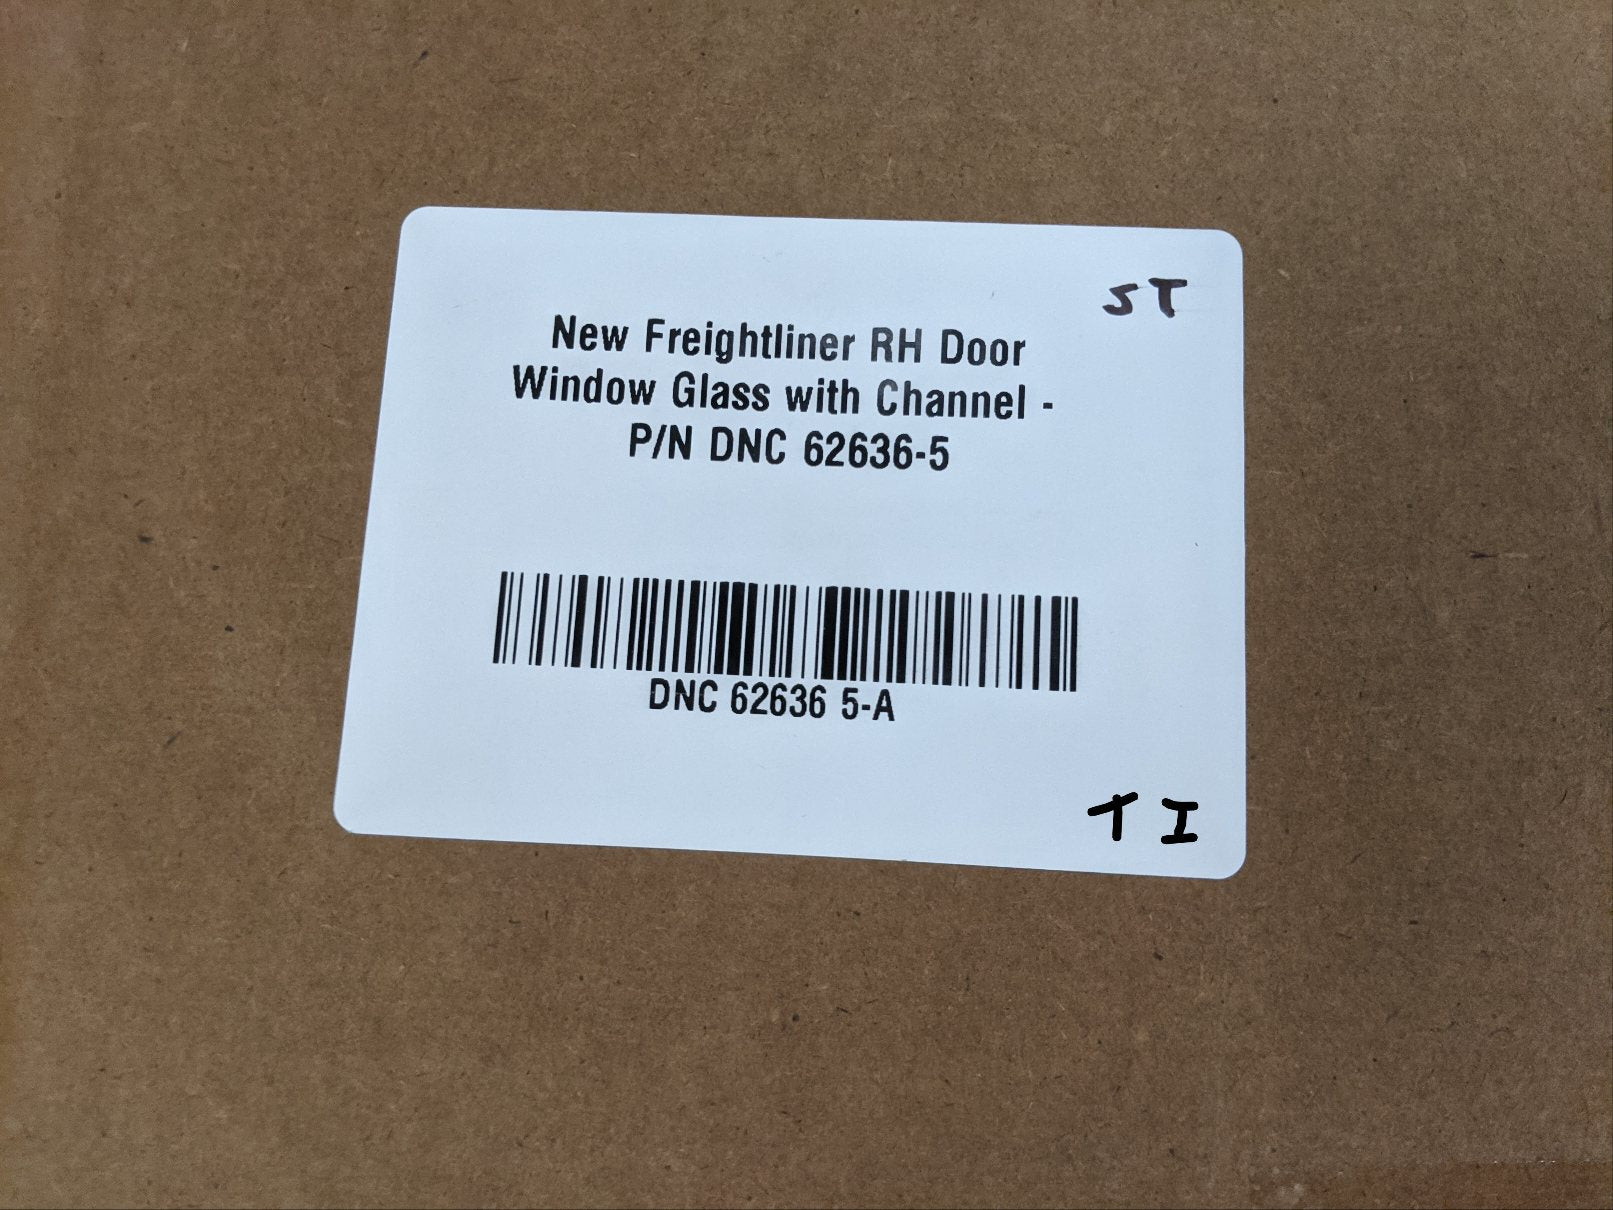 ST
New Freightliner RH Door
Window Glass with Channel -
P/N DNC 62636-5
DNC 62636 5-A
TI